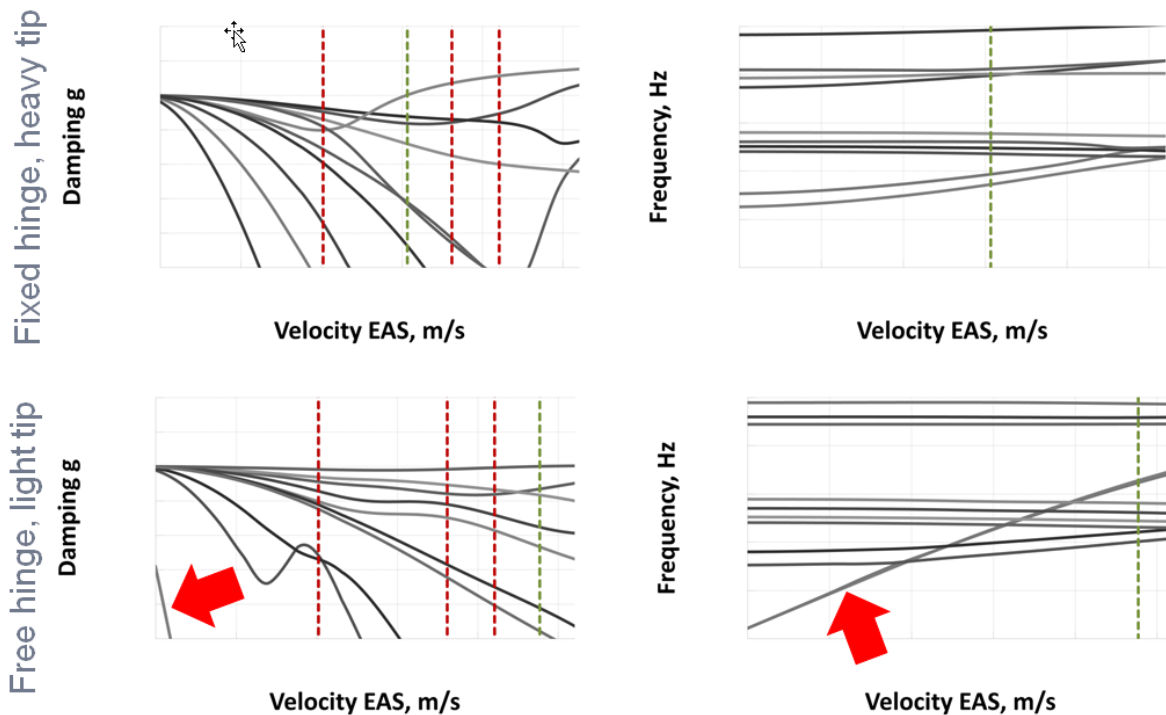 Fixed hinge, heavy tip
Damping g
Velocity EAS, m/s
Frequency, Hz
Velocity EAS, m/s
Free hinge, light tip
Damping g
Velocity EAS, m/s
Frequency, Hz
Velocity EAS, m/s